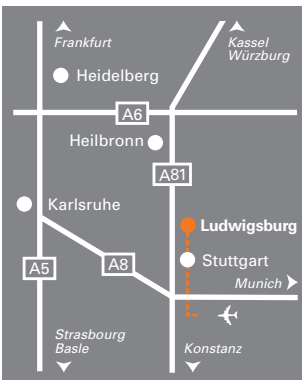 Frankfurt
Kassel
Würzburg
Heidelberg
A6
Heilbronn
A81
Karlsruhe
Ludwigsburg
A5
A8
Stuttgart
Munich
Strasbourg
Basle
Konstanz